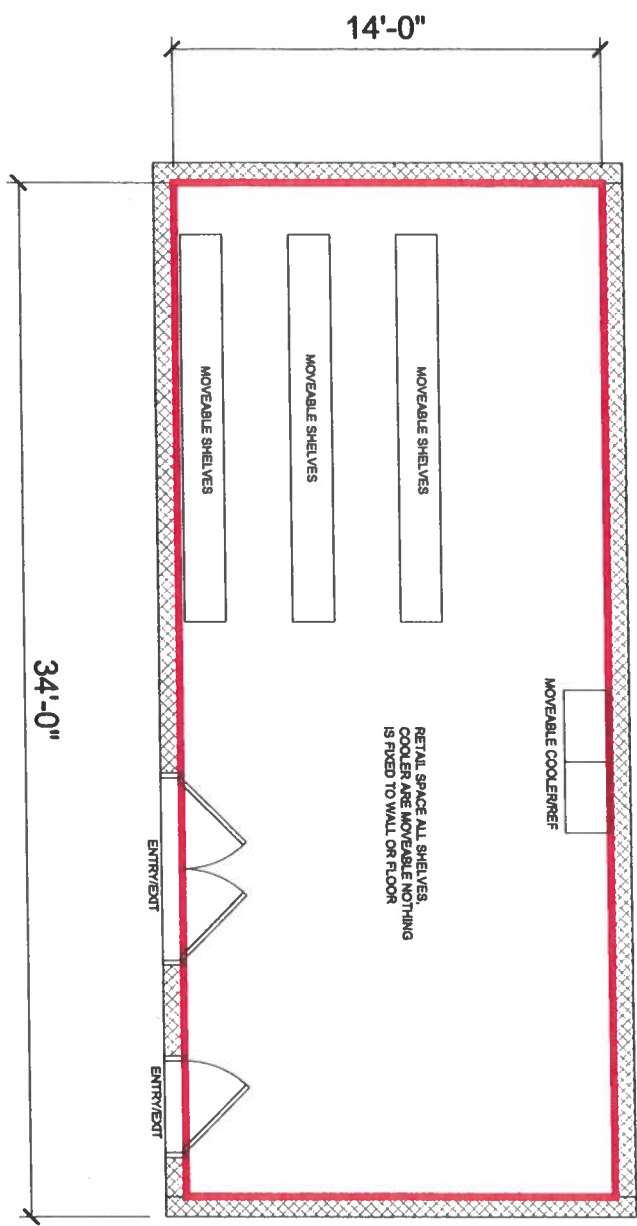 14'-0"
MOVEABLE SHELVES
MOVEABLE SHELVES
MOVEABLE SHELVES
MOVEABLE COOLER/REF
RETAIL SPACE ALL SHELVES,
COOLER ARE MOVEABLE NOTHING
IS FIXED TO WALL OR FLOOR
34'-0"
ENTRY/EXIT
ENTRY/EXIT